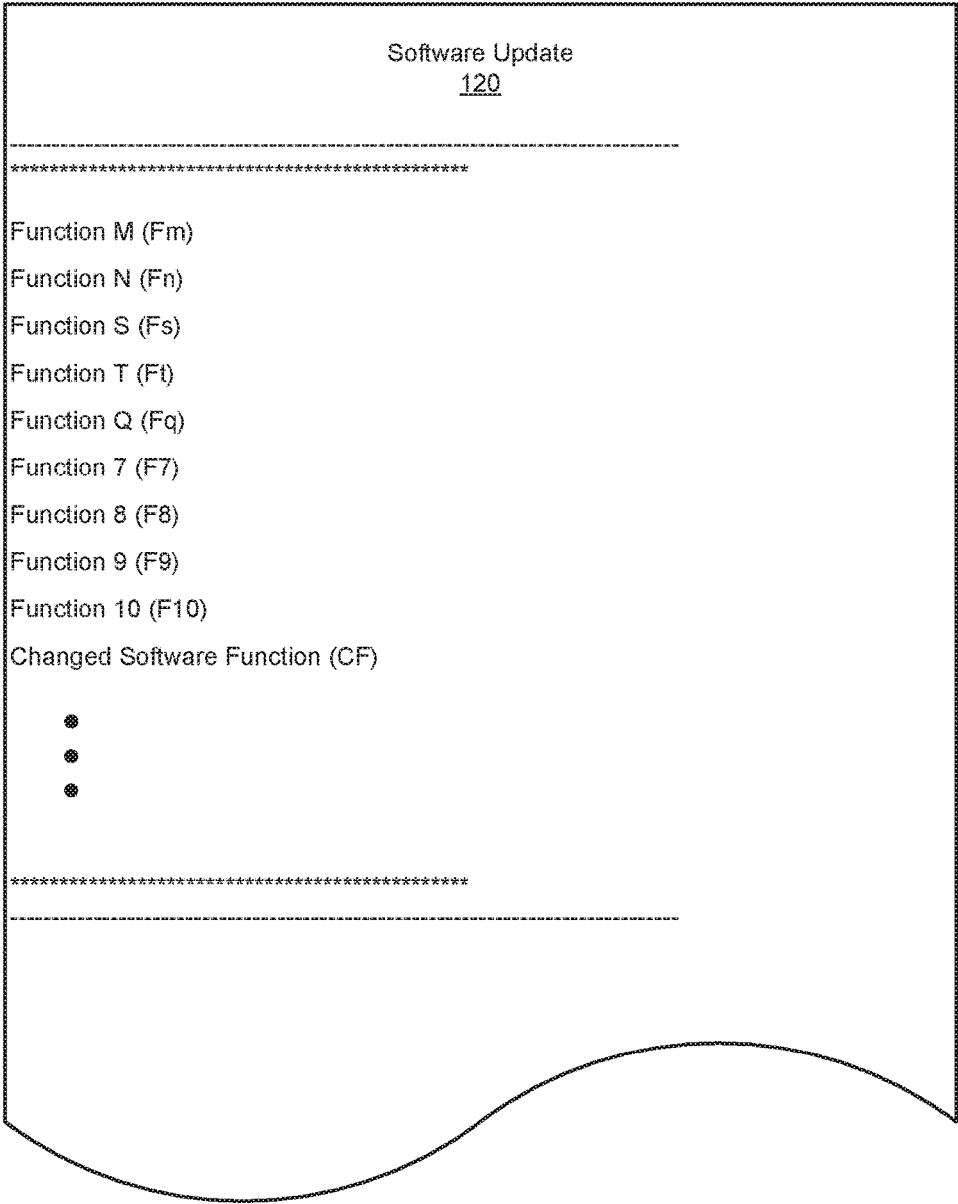 Software Update
120
--------------------------------------------------------------------------------
***********************************************
Function M (Fm)
Function N (Fn)
Function S (Fs)
Function T (Ft)
Function Q (Fq)
Function 7 (F7)
Function 8 (F8)
Function 9 (F9)
Function 10 (F10)
Changed Software Function (CF)
●
●
●
***********************************************
--------------------------------------------------------------------------------